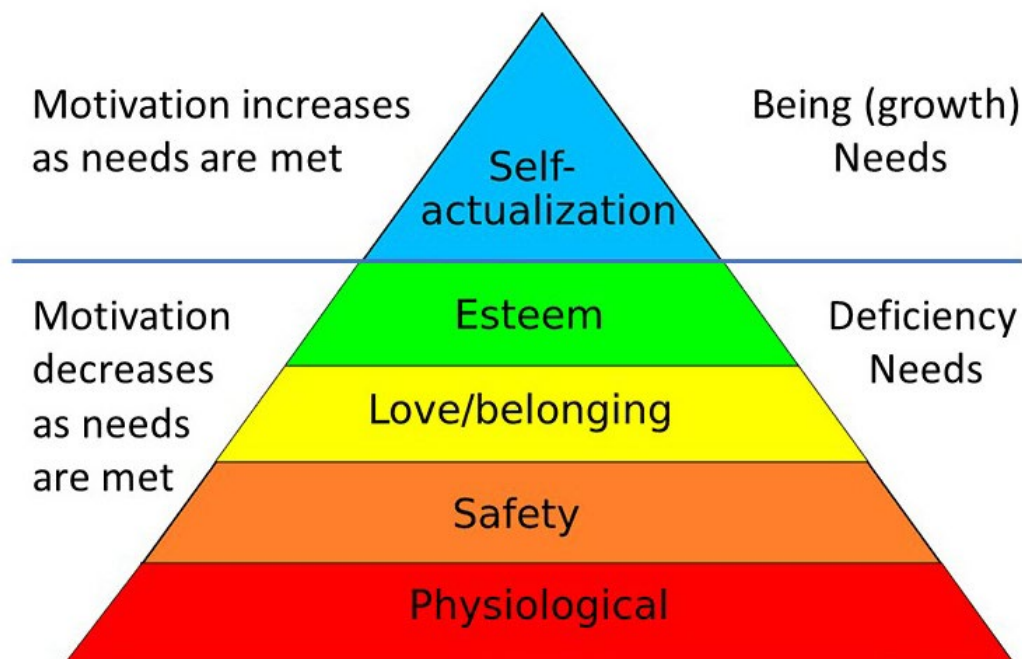 Motivation increases
as needs are met
Being (growth)
Needs
Self-
actualization
Motivation
decreases
as needs
are met
Esteem
Love/belonging
Safety
Physiological
Deficiency
Needs